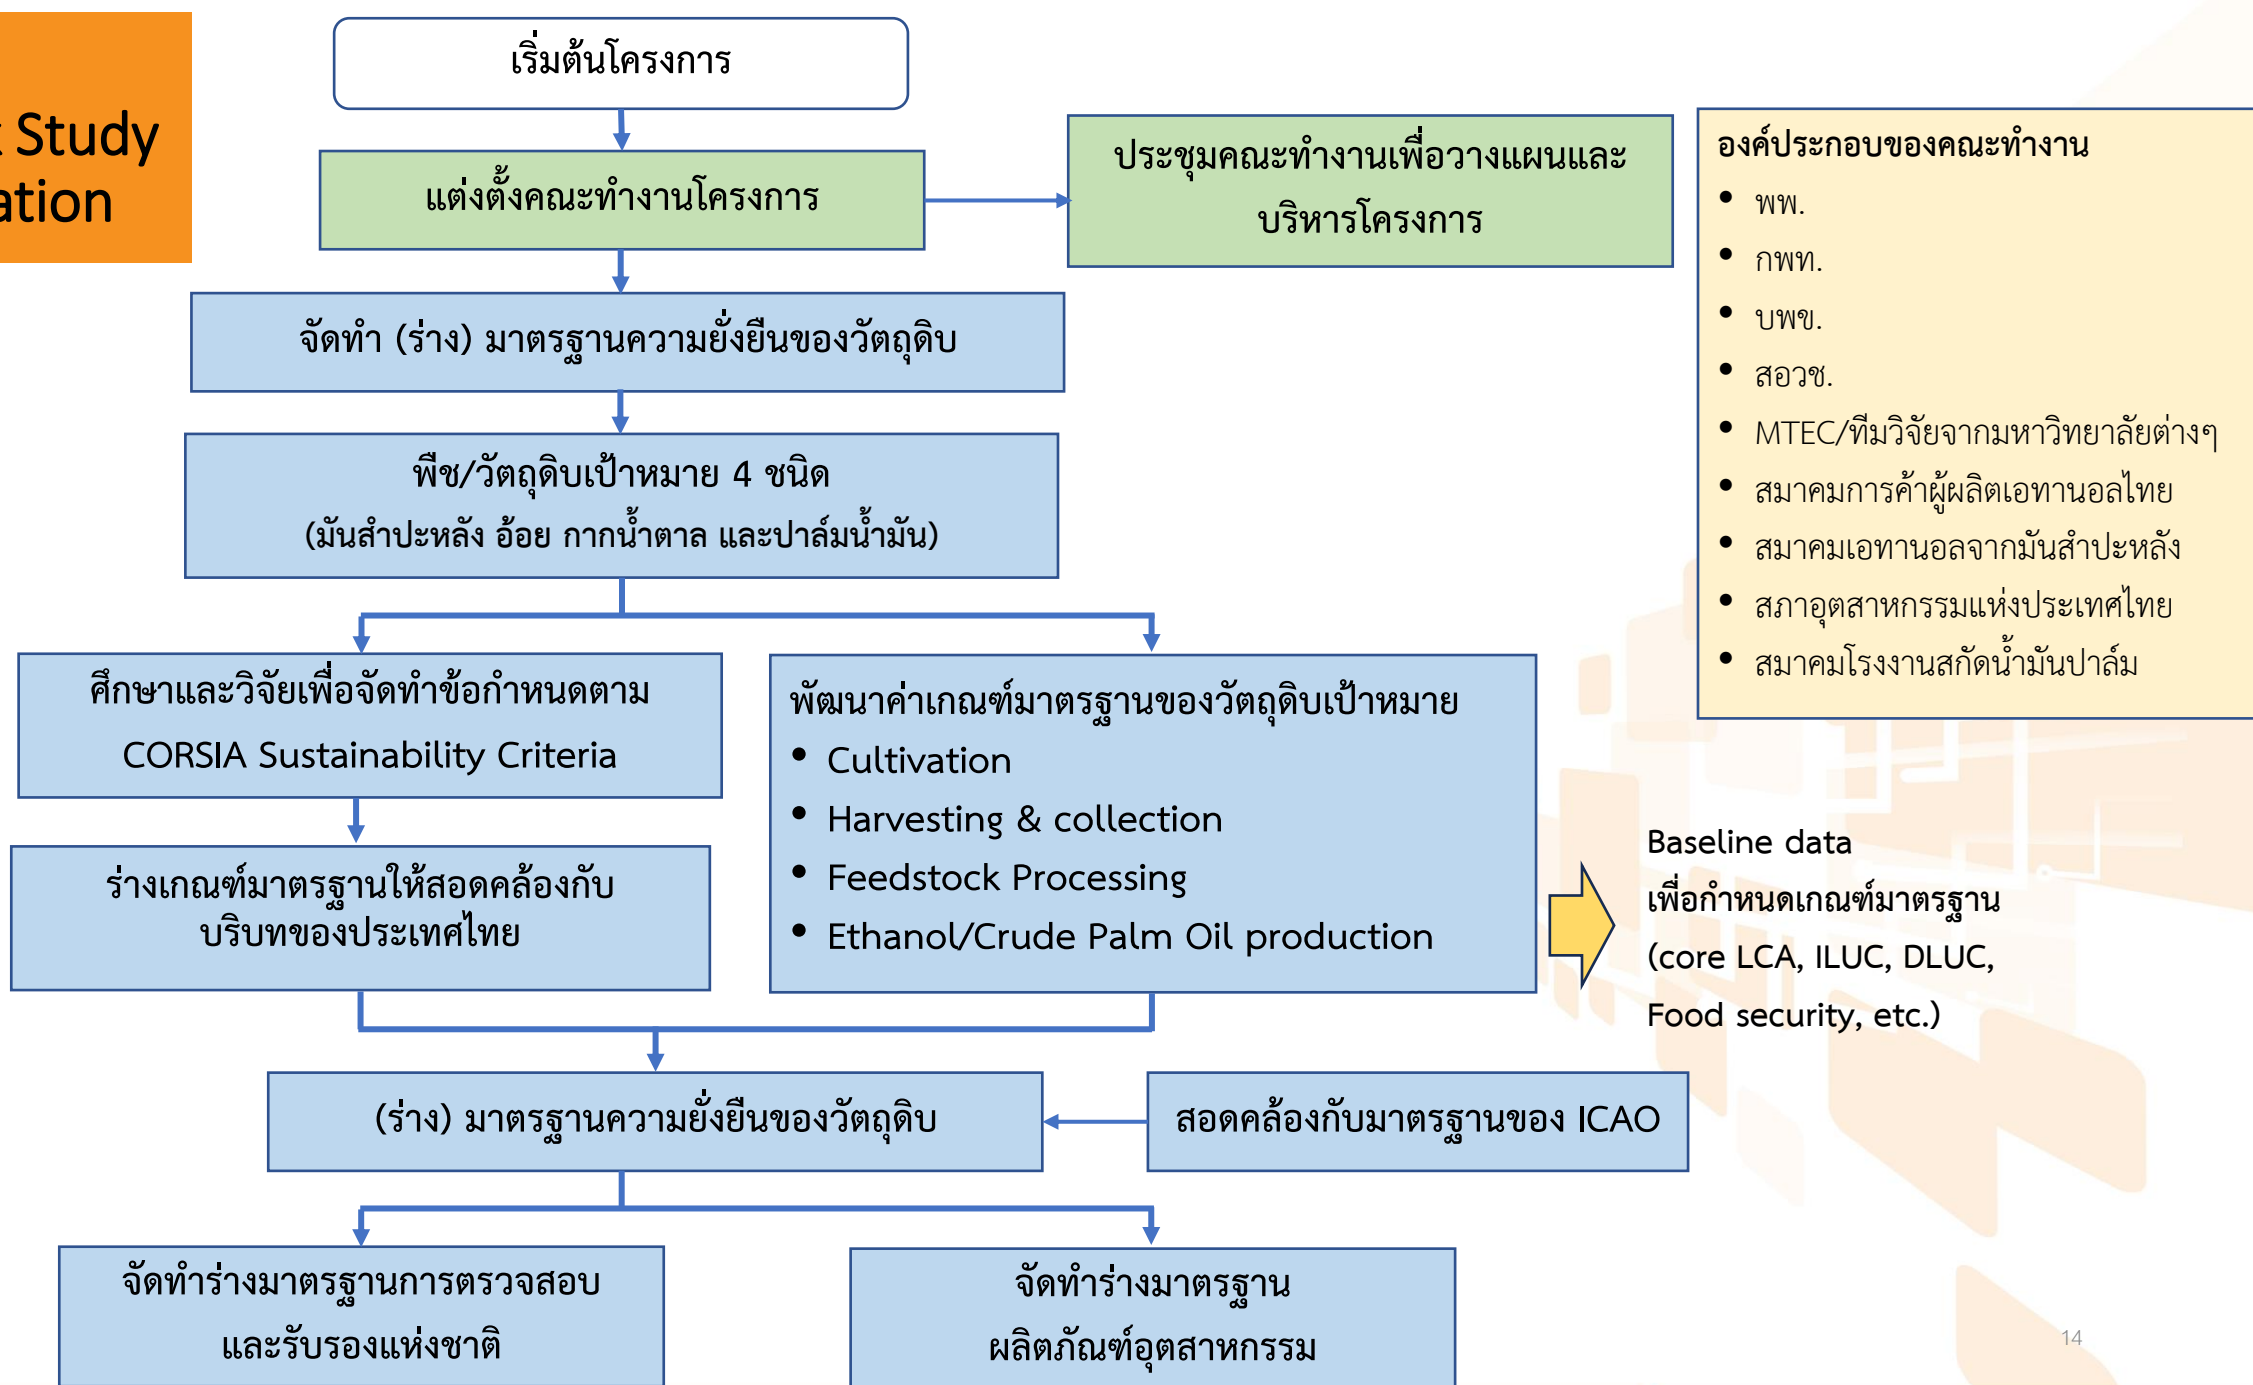 Study
ation
เริ่มต้นโครงการ
แต่งตั้งคณะทำงานโครงการ
ประชุมคณะทำงานเพื่อวางแผนและ
บริหารโครงการ
องค์ประกอบของคณะทำงาน
• พพ.
• กพท.
• บพข.
• สอวช.
• MTEC/ทีมวิจัยจากมหาวิทยาลัยต่างๆ
• สมาคมการค้าผู้ผลิตเอทานอลไทย
• สมาคมเอทานอลจากมันสำปะหลัง
• สภาอุตสาหกรรมแห่งประเทศไทย
• สมาคมโรงงานสกัดน้ำมันปาล์ม
จัดทำ (ร่าง) มาตรฐานความยั่งยืนของวัตถุดิบ
พืช/วัตถุดิบเป้าหมาย 4 ชนิด
(มันสำปะหลัง อ้อย กากน้ำตาล และปาล์มน้ำมัน)
ศึกษาและวิจัยเพื่อจัดทำข้อกำหนดตาม
CORSIA Sustainability Criteria
ร่างเกณฑ์มาตรฐานให้สอดคล้องกับ
บริบทของประเทศไทย
พัฒนาค่าเกณฑ์มาตรฐานของวัตถุดิบเป้าหมาย
• Cultivation
• Harvesting & collection
• Feedstock Processing
• Ethanol/Crude Palm Oil production
Baseline data
เพื่อกำหนดเกณฑ์มาตรฐาน
(core LCA, ILUC, DLUC,
Food security, etc.)
(ร่าง) มาตรฐานความยั่งยืนของวัตถุดิบ
สอดคล้องกับมาตรฐานของ ICAO
จัดทำร่างมาตรฐานการตรวจสอบ
และรับรองแห่งชาติ
จัดทำร่างมาตรฐาน
ผลิตภัณฑ์อุตสาหกรรม
14